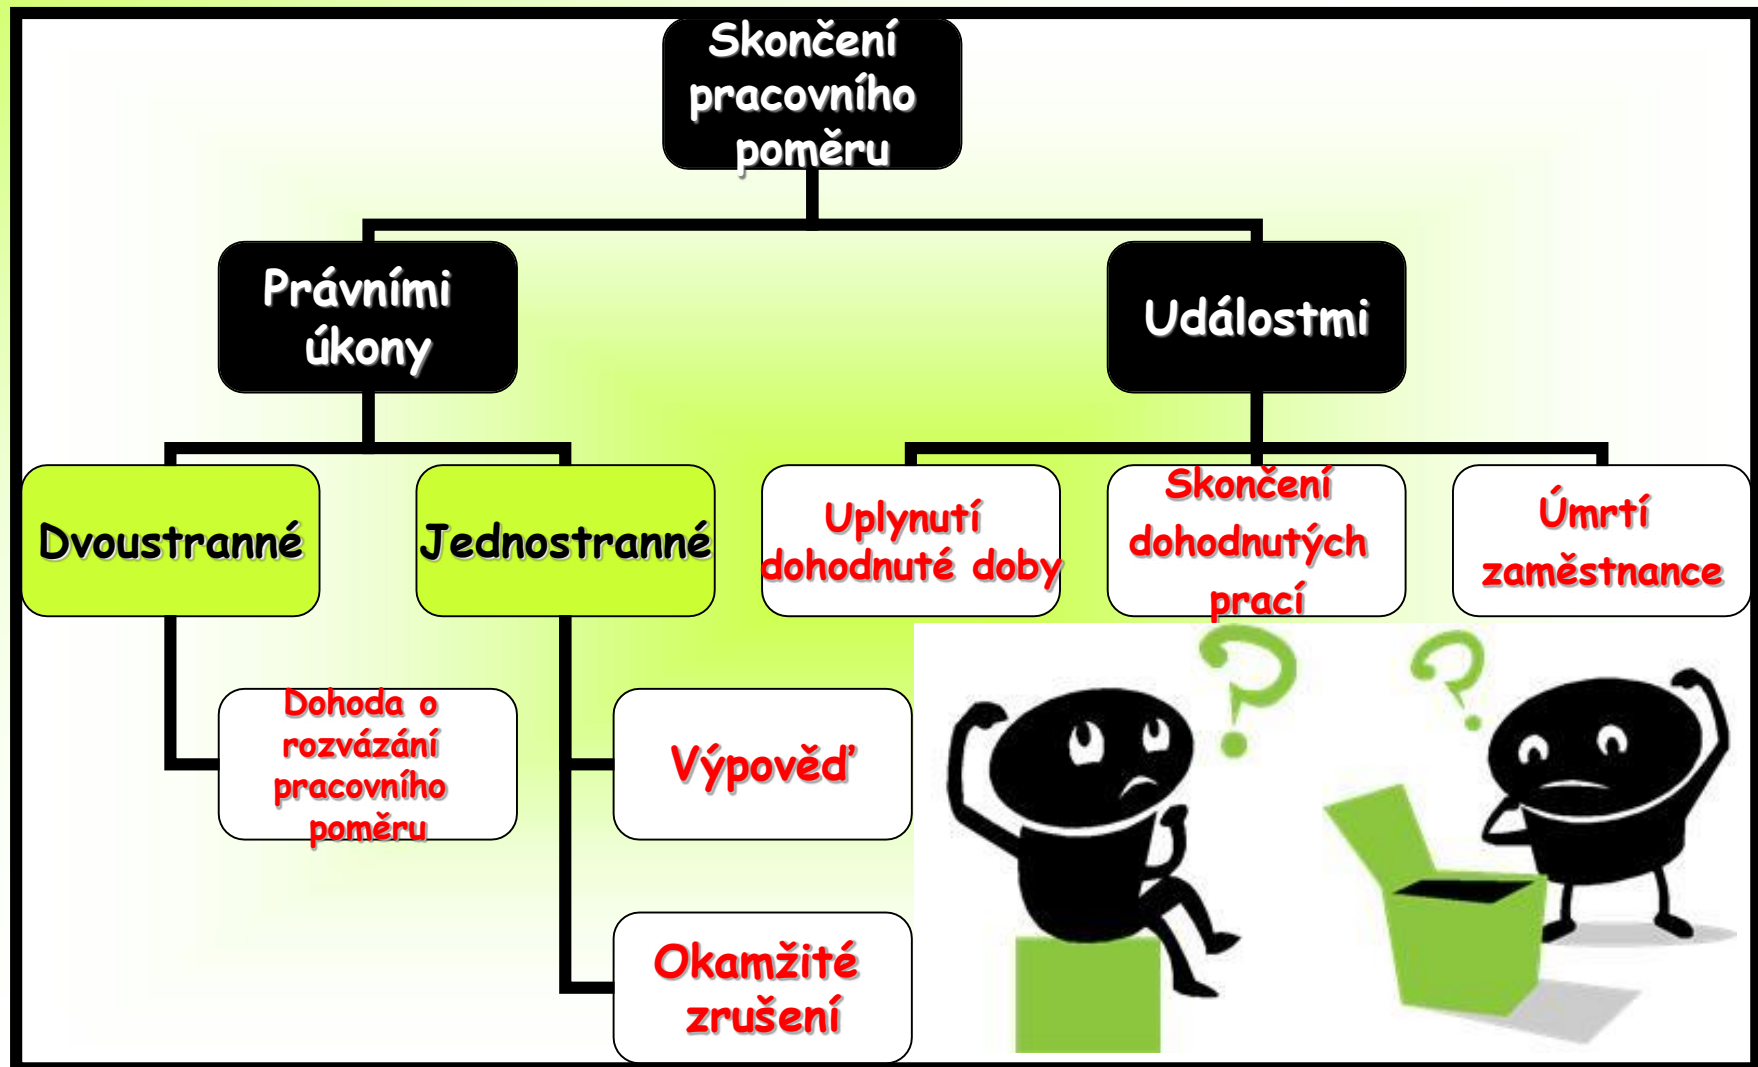 Skončení
pracovního
poměru
Právními
úkony
Událostmi
Dvoustranné
Jednostranné
Uplynutí
dohodnuté doby
Skončení
dohodnutých
prací
Úmrtí
zaměstnance
Dohoda o
rozvázání
pracovního
poměru
Výpověď
Okamžité
zrušení
? ?